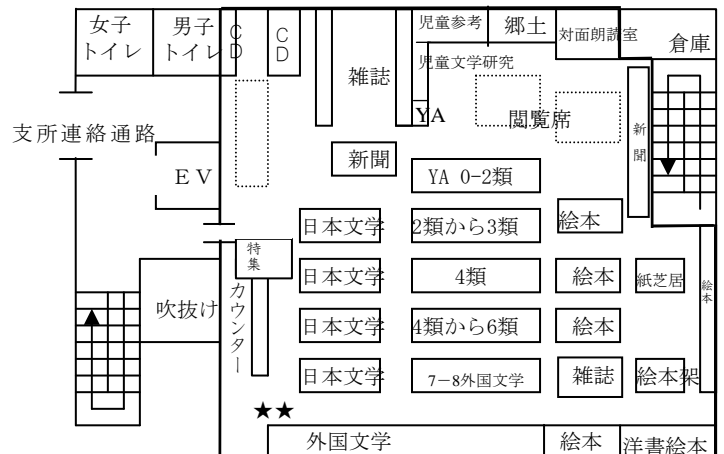 女子
トイレ
男子
トイレ
CD
CD
雑誌
児童参考
郷土
対面朗読室
倉庫
児童文学研究
YA
閲覧席
新聞
支所連絡通路
EV
新聞
YA 0-2類
日本文学
2類から3類
絵本
特集
日本文学
4類
絵本
紙芝居
絵本
吹抜け
カウンター
日本文学
4類から6類
絵本
日本文学
7-8外国文学
雑誌
絵本架
★★
外国文学
絵本
洋書絵本